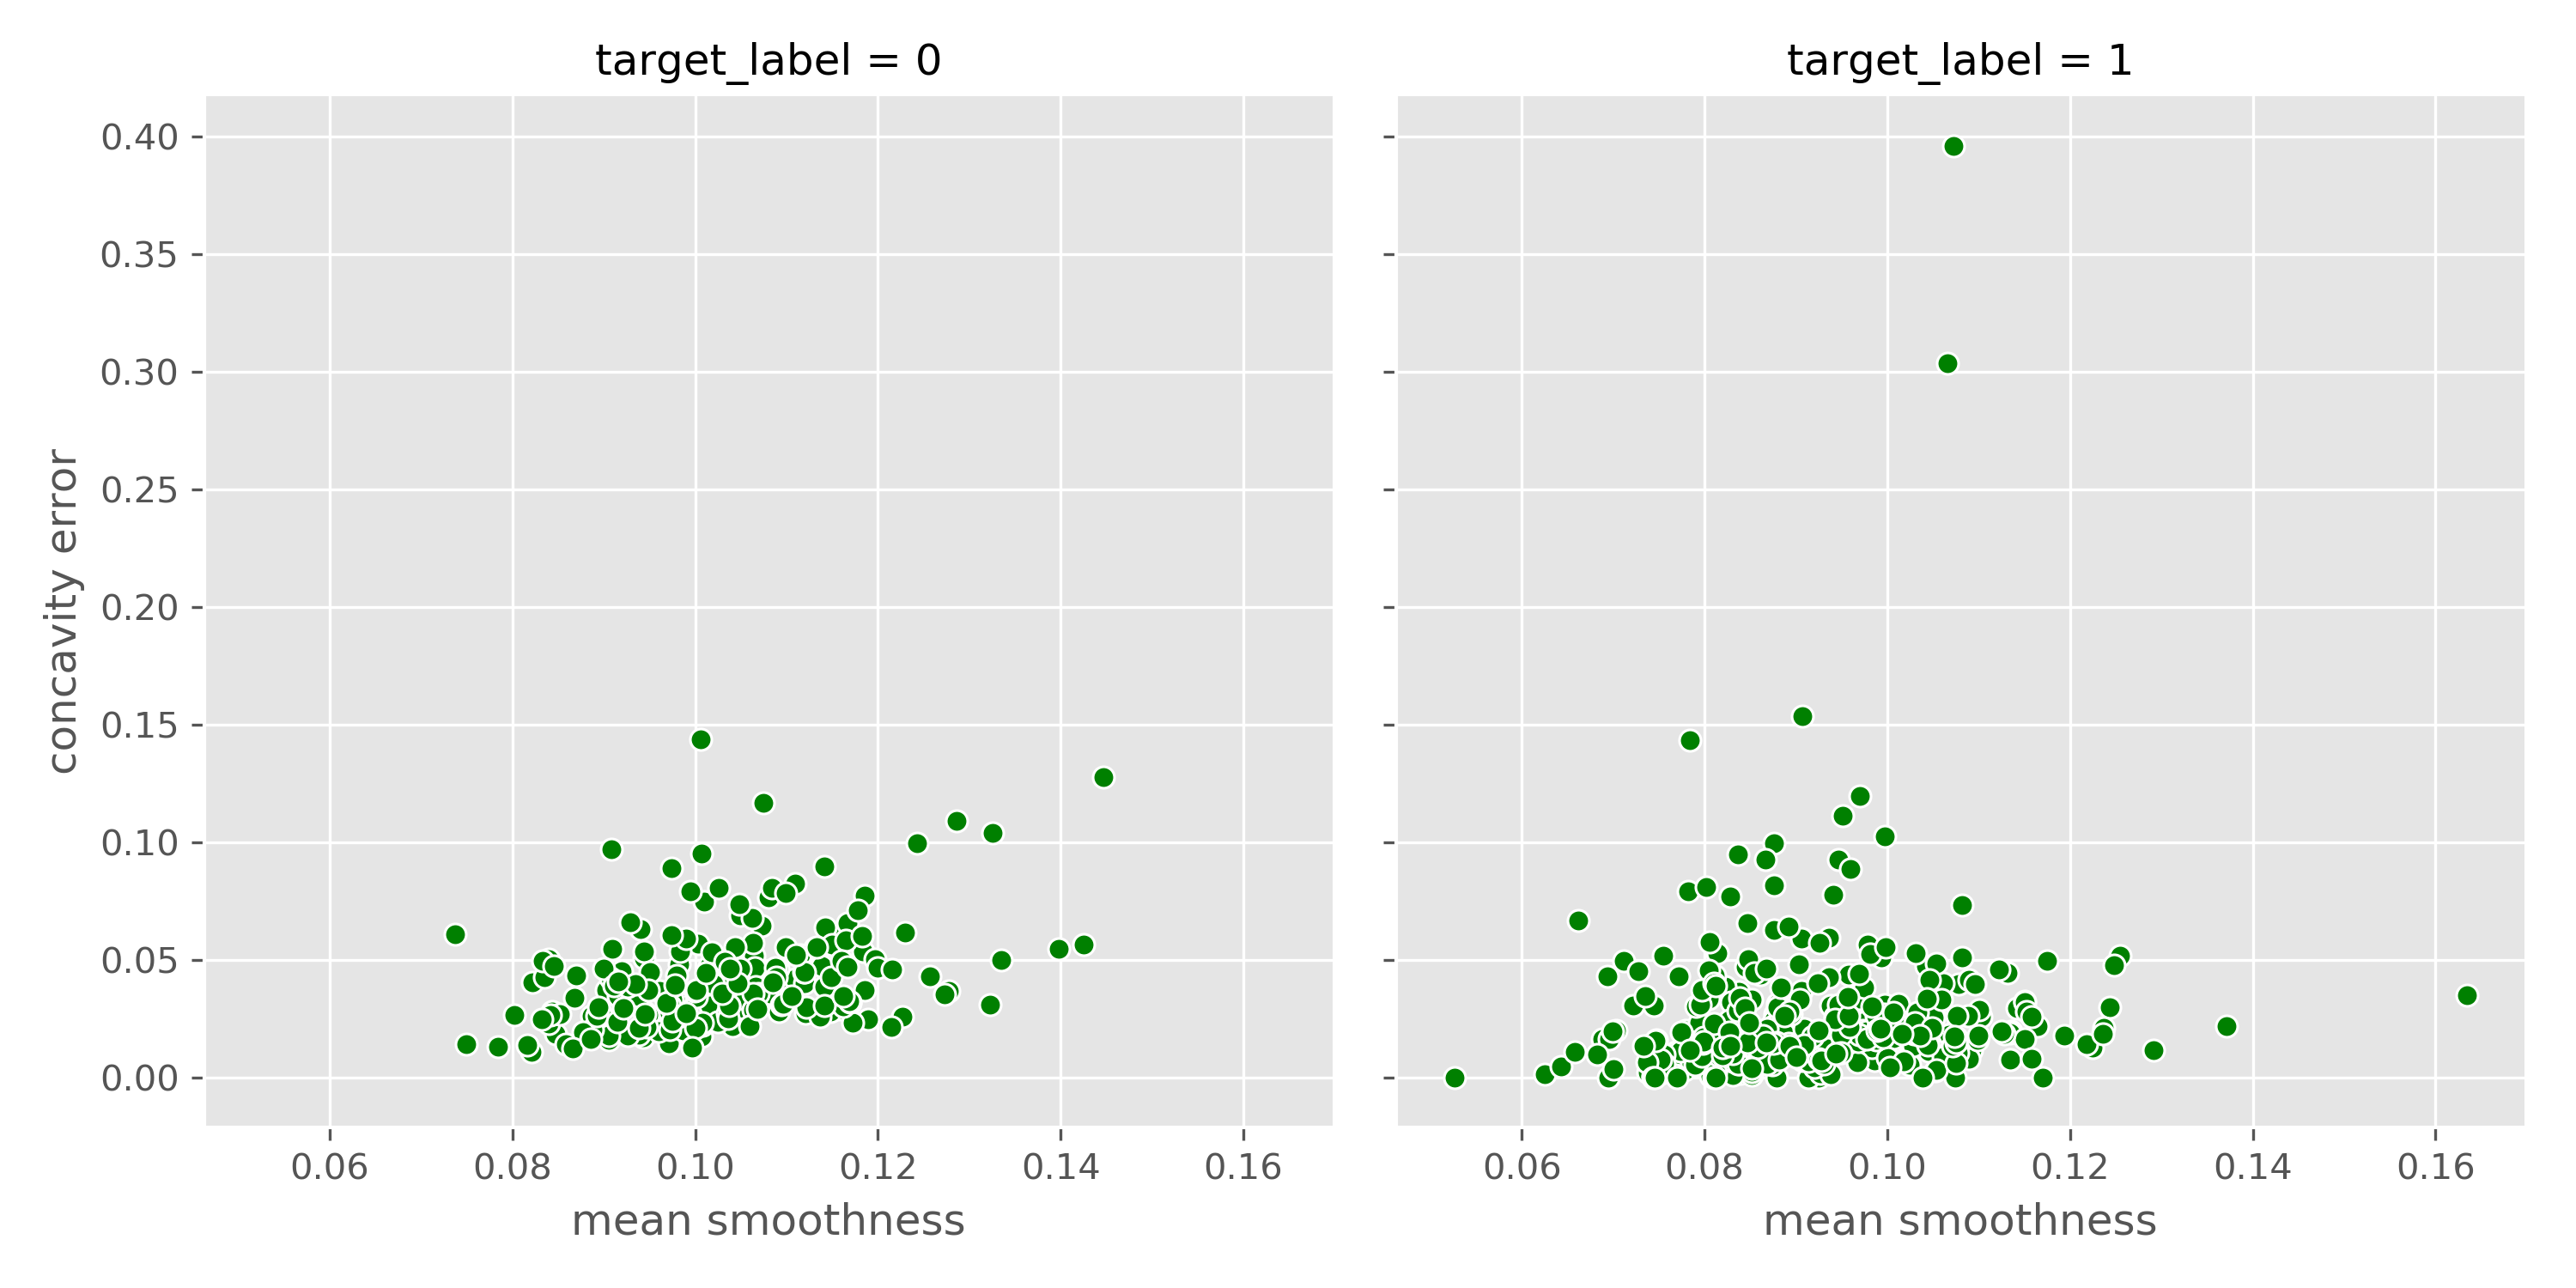 target_label = 0
target_label = 1
0.40
0.35
0.30
0.25
0.20
0.15
0.10
0.05
0.00
concavity error
0.06 0.08 0.10 0.12 0.14 0.16
0.06 0.08 0.10 0.12 0.14 0.16
mean smoothness
mean smoothness